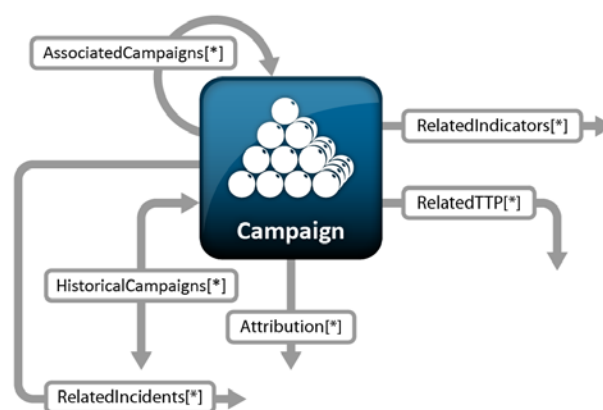 AssociatedCampaigns[*]
RelatedIndicators[*]
RelatedTTP[*]
Campaign
HistoricalCampaigns[*]
Attribution[*]
RelatedIncidents[*]